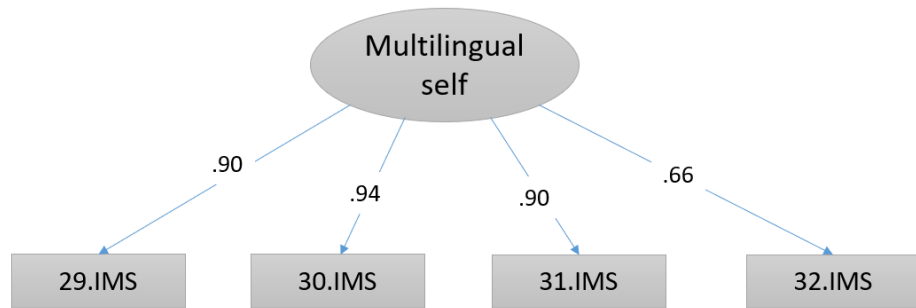 Multilingual
self
.90
.94
.90
.66
29.IMS
30.IMS
31.IMS
32.IMS